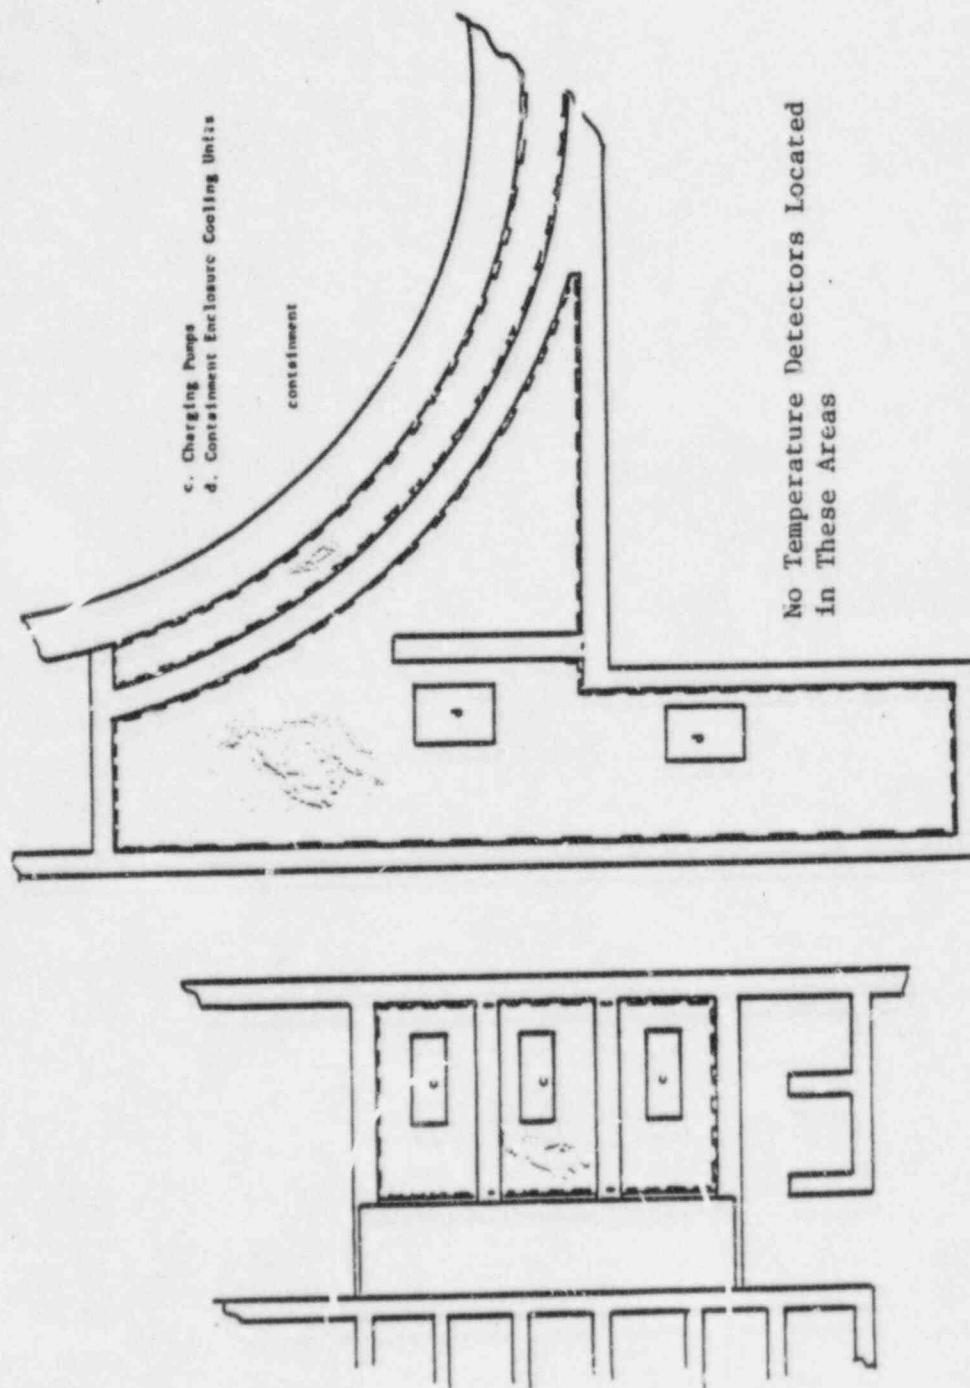 c. Charging Pumps
d. Containment Enclosure Cooling Units
containment
No Temperature Detectors Located
in These Areas
d
d
c
c
c